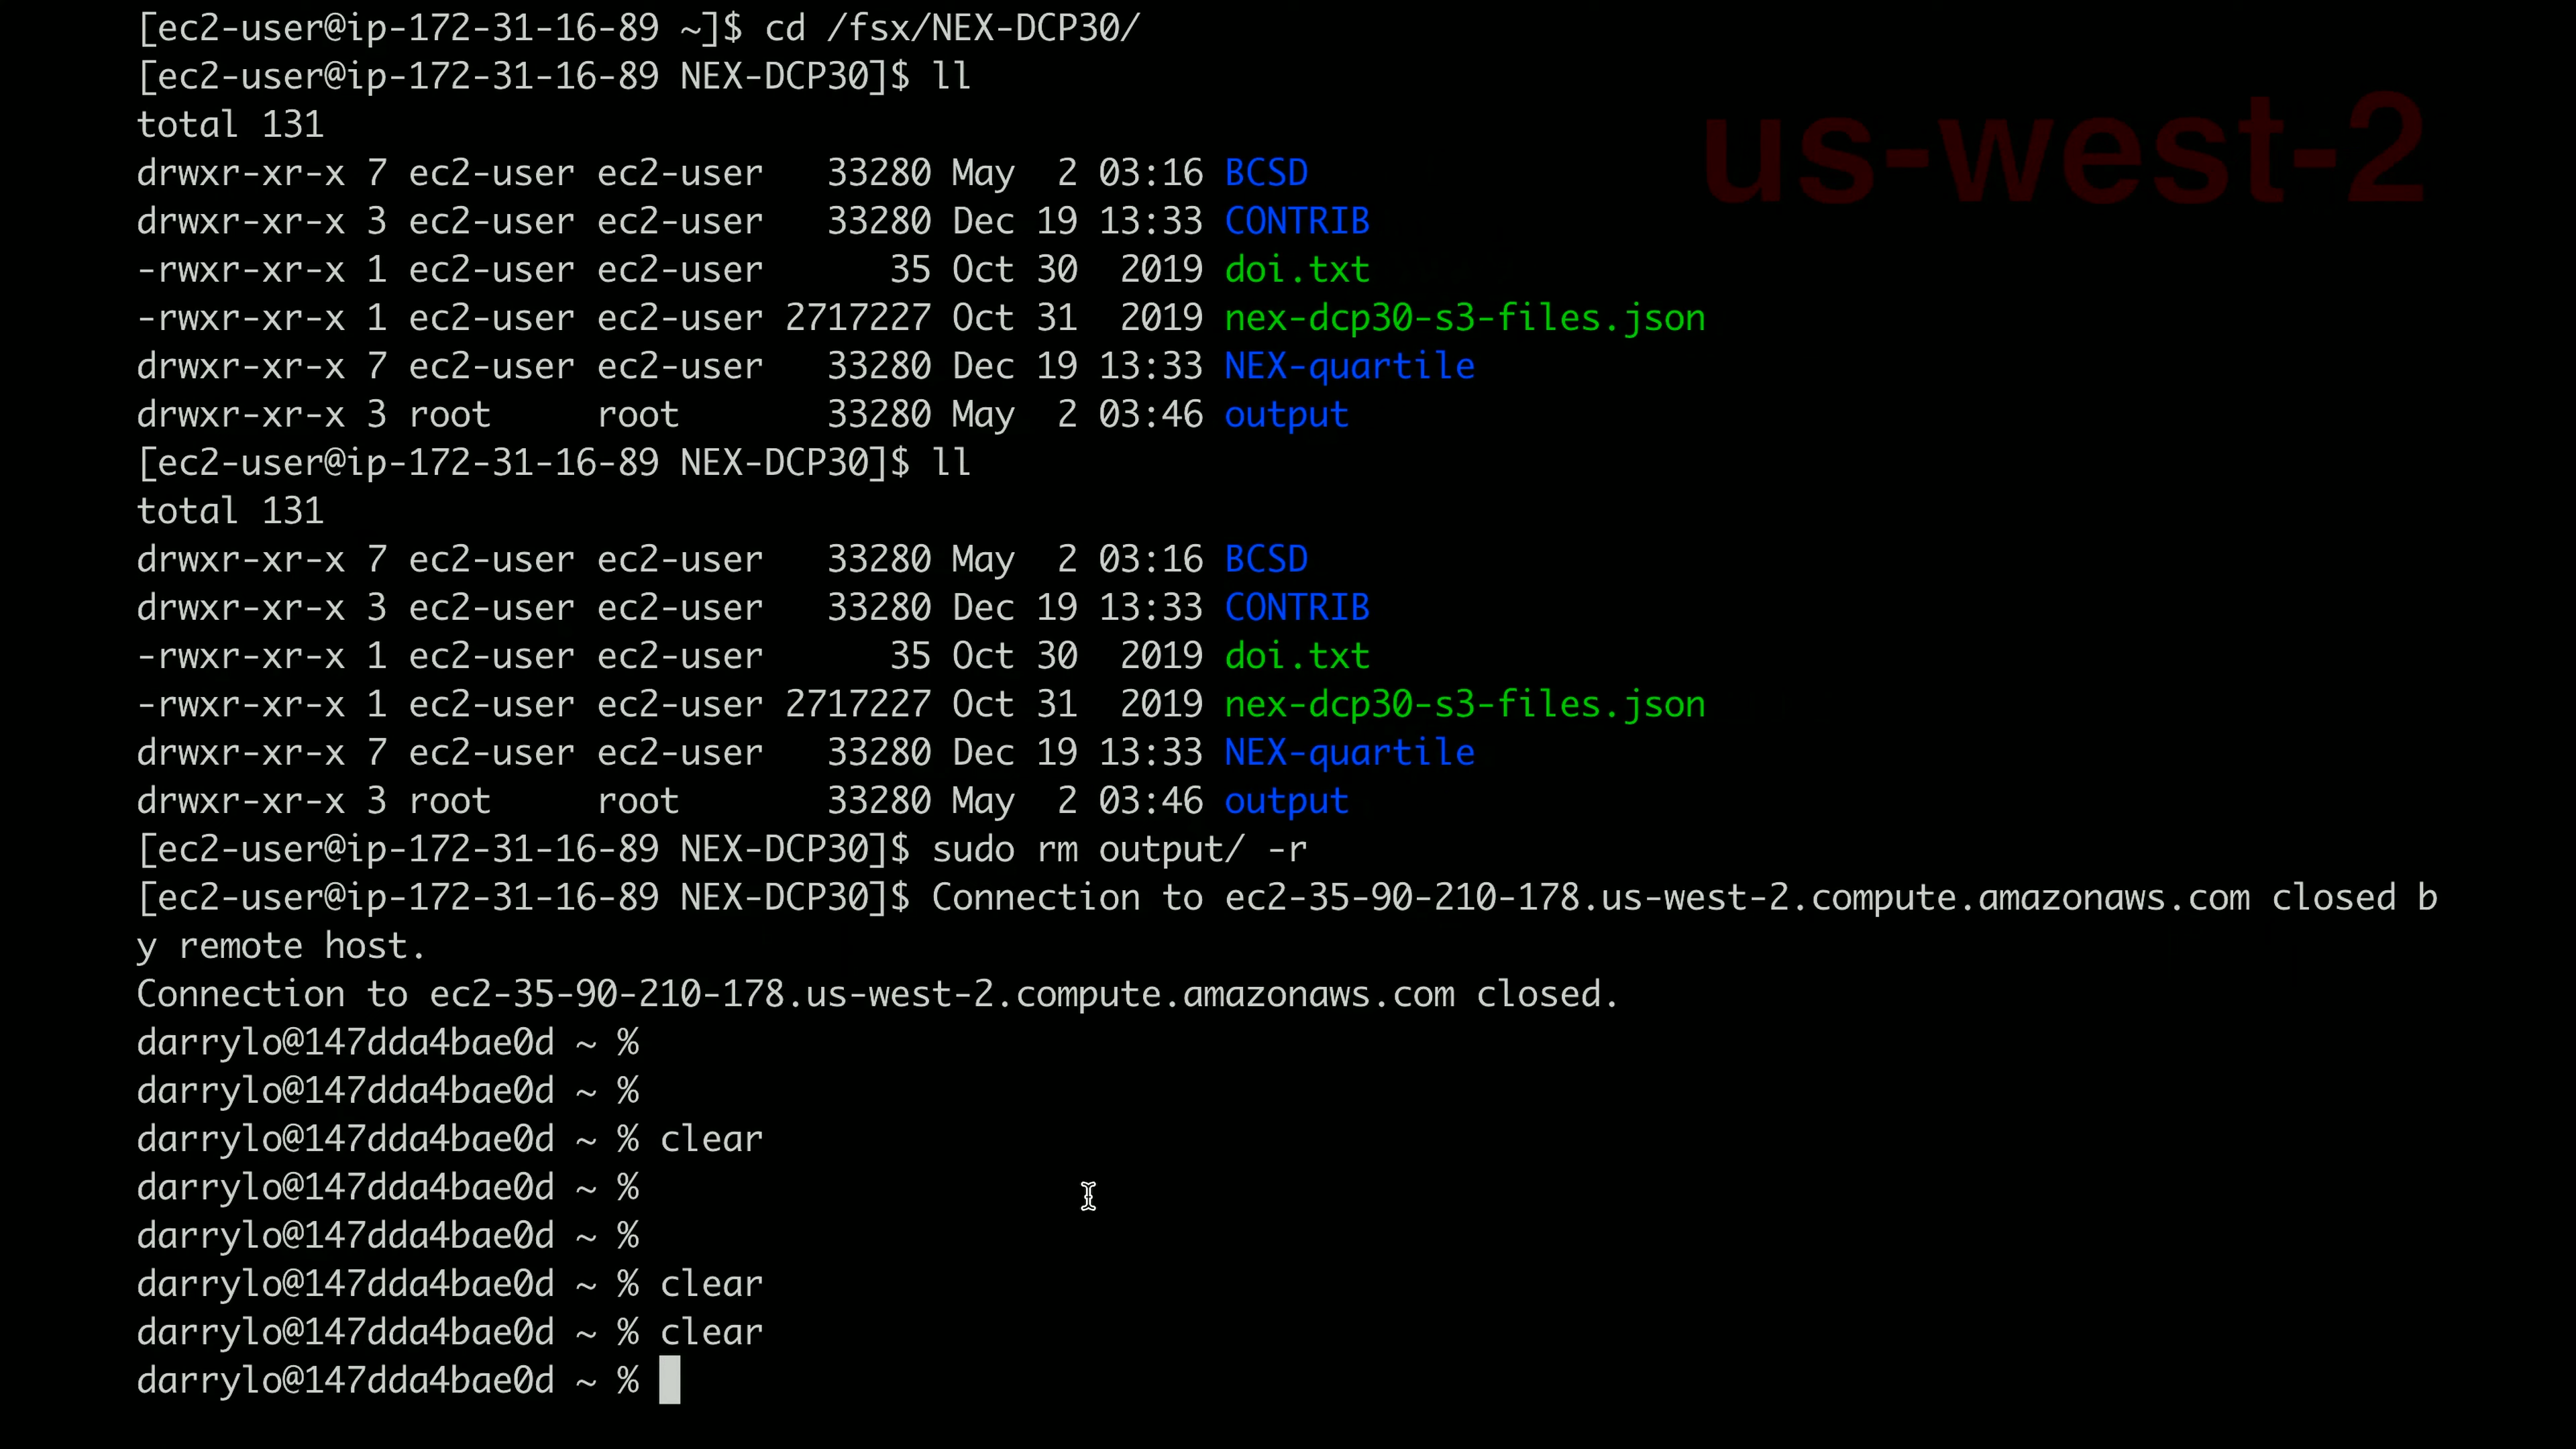 [ec2-user@ip-172-31-16-89 ~]$ cd /fsx/NEX-DCP30/
[ec2-user@ip-172-31-16-89 NEX-DCP30]$ ll
total 131
drwxr-xr-x 7 ec2-user ec2-user   33280 May  2 03:16 BCSD
drwxr-xr-x 3 ec2-user ec2-user   33280 Dec 19 13:33 CONTRIB
-rwxr-xr-x 1 ec2-user ec2-user      35 Oct 30  2019 doi.txt
-rwxr-xr-x 1 ec2-user ec2-user 2717227 Oct 31  2019 nex-dcp30-s3-files.json
drwxr-xr-x 7 ec2-user ec2-user   33280 Dec 19 13:33 NEX-quartile
drwxr-xr-x 3 root     root       33280 May  2 03:46 output
us-west-2
[ec2-user@ip-172-31-16-89 NEX-DCP30]$ ll
total 131
drwxr-xr-x 7 ec2-user ec2-user   33280 May  2 03:16 BCSD
drwxr-xr-x 3 ec2-user ec2-user   33280 Dec 19 13:33 CONTRIB
-rwxr-xr-x 1 ec2-user ec2-user      35 Oct 30  2019 doi.txt
-rwxr-xr-x 1 ec2-user ec2-user 2717227 Oct 31  2019 nex-dcp30-s3-files.json
drwxr-xr-x 7 ec2-user ec2-user   33280 Dec 19 13:33 NEX-quartile
drwxr-xr-x 3 root     root       33280 May  2 03:46 output
[ec2-user@ip-172-31-16-89 NEX-DCP30]$ sudo rm output/ -r
[ec2-user@ip-172-31-16-89 NEX-DCP30]$ Connection to ec2-35-90-210-178.us-west-2.compute.amazonaws.com closed b
y remote host.
Connection to ec2-35-90-210-178.us-west-2.compute.amazonaws.com closed.
darrylo@147dda4bae0d ~ %
darrylo@147dda4bae0d ~ %
darrylo@147dda4bae0d ~ % clear
darrylo@147dda4bae0d ~ %
darrylo@147dda4bae0d ~ %
darrylo@147dda4bae0d ~ % clear
darrylo@147dda4bae0d ~ % clear
darrylo@147dda4bae0d ~ %